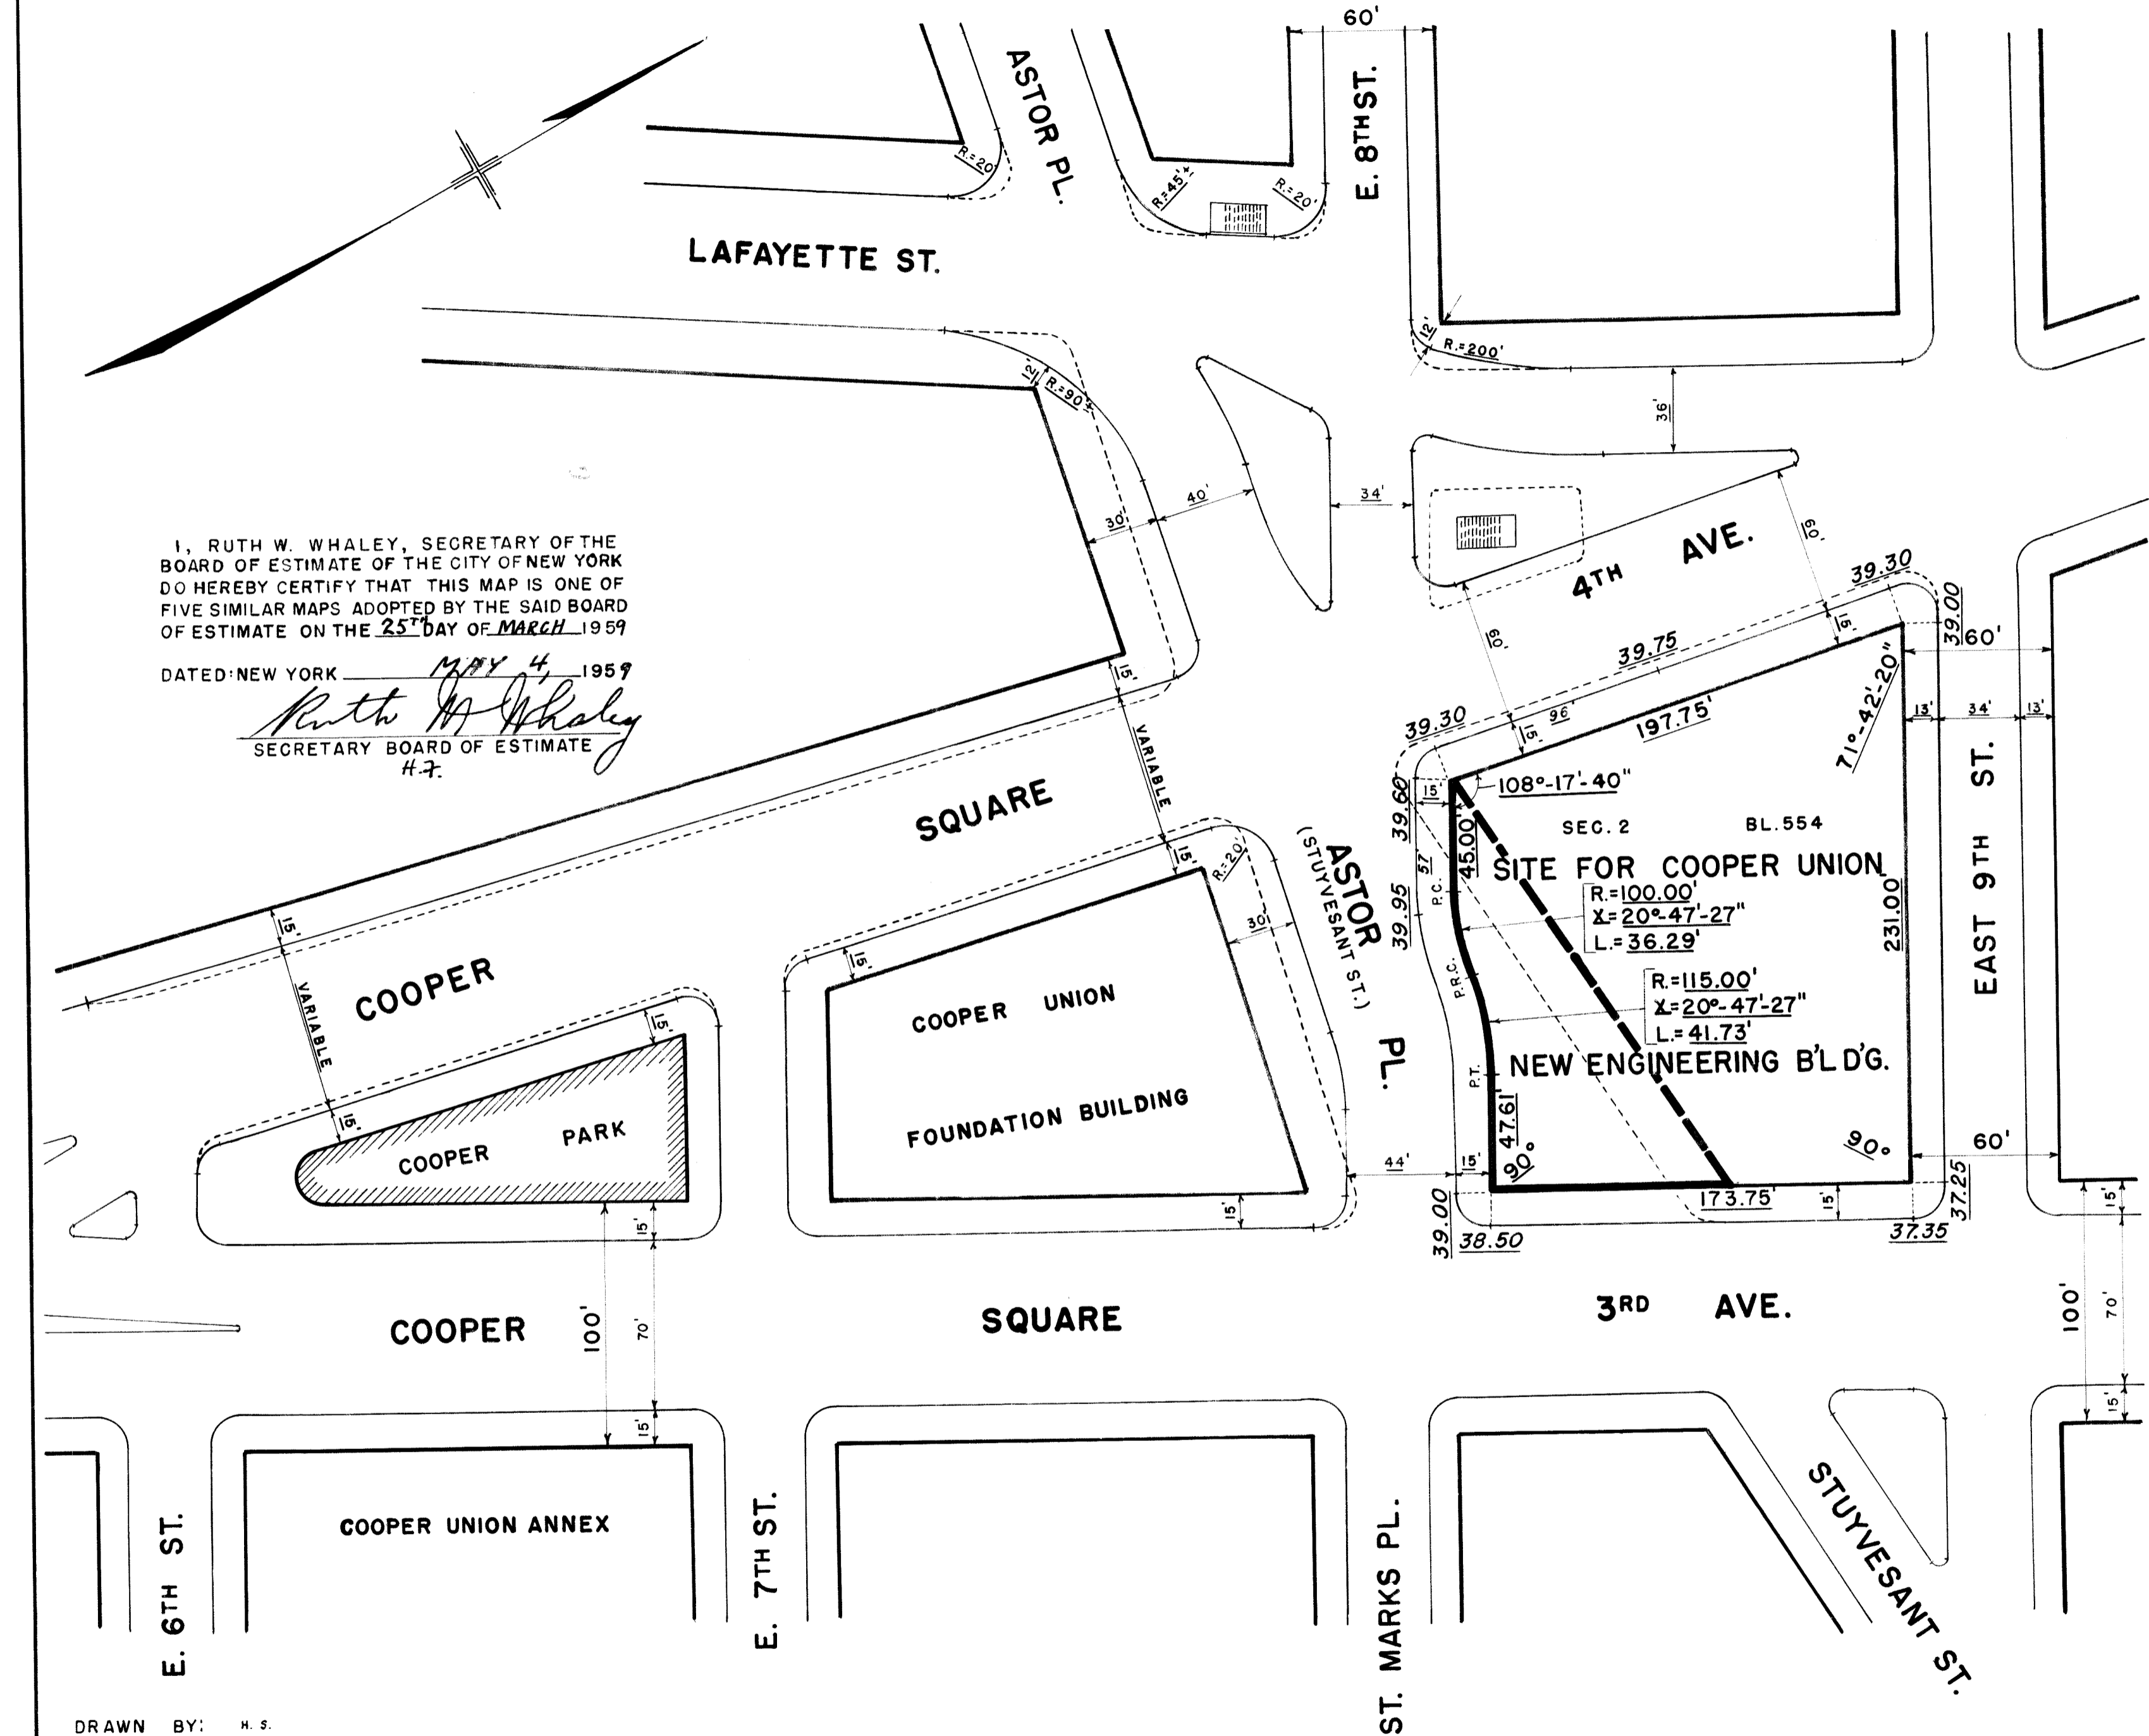 60'
ASTOR PL.
E. 8TH ST.
R.=20'
R.=45'±
R.=20'
LAFAYETTE ST.
12'
R.=200'
12'
R.=90'±
36'
30'
40'
34'
60'
4TH AVE.
60'
39.30
39.00
60'
15'
I, RUTH W. WHALEY, SECRETARY OF THE
BOARD OF ESTIMATE OF THE CITY OF NEW YORK
DO HEREBY CERTIFY THAT THIS MAP IS ONE OF
FIVE SIMILAR MAPS ADOPTED BY THE SAID BOARD
OF ESTIMATE ON THE 25TH DAY OF MARCH 1959
DATED: NEW YORK MAY 4, 1959
Ruth W Whaley
SECRETARY BOARD OF ESTIMATE
H.F.
15'
VARIABLE
39.75
39.30
96'
15'
197.75'
71°-42'-20"
13'
34'
13'
SQUARE
39.60
15'
108°-17'-40"
45.00'
SEC. 2 BL. 554
SITE FOR COOPER UNION
R.=100.00'
X=20°-47'-27"
L.=36.29'
231.00'
EAST 9TH ST.
57
P.C.
39.95
P.R.C.
R.=115.00'
X=20°-47'-27"
L.=41.73'
NEW ENGINEERING B'LD'G.
P.T.
47.61'
90°
90°
60'
ASTOR
(STUYVESANT ST.)
PL.
15'
R.=20'
30'
15'
15'
VARIABLE
COOPER
15'
15'
COOPER UNION
FOUNDATION BUILDING
COOPER PARK
44'
15'
173.75'
15'
39.00
38.50
37.35
37.25
15'
15'
15'
100'
70'
COOPER
SQUARE
3RD AVE.
100'
70'
15'
15'
COOPER UNION ANNEX
E. 6TH ST.
E. 7TH ST.
ST. MARKS PL.
STUYVESANT ST.
DRAWN BY: H. S.